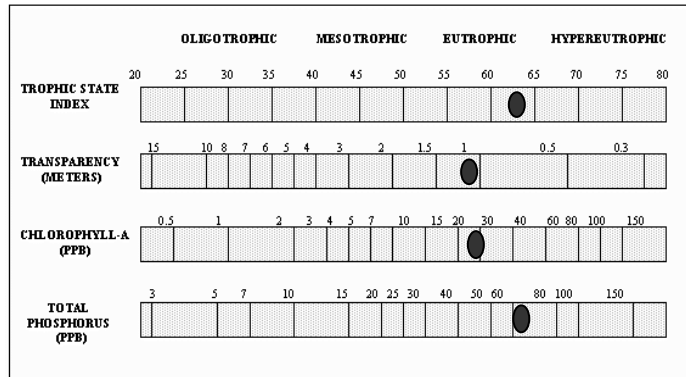 OLIGOTROPHIC MESOTROPHIC EUTROPHIC HYPEREUTROPHIC
20 25 30 35 40 45 50 55 60 65 70 75 80
TROPHIC STATE
INDEX
15 10 8 7 6 5 4 3 2 1.5 1 0.5 0.3
TRANSPARENCY
(METERS)
0.5 1 2 3 4 5 7 10 15 20 30 40 60 80 100 150
CHLOROPHYLL-A
(PPB)
3 5 7 10 15 20 25 30 40 50 60 80 100 150
TOTAL
PHOSPHORUS
(PPB)